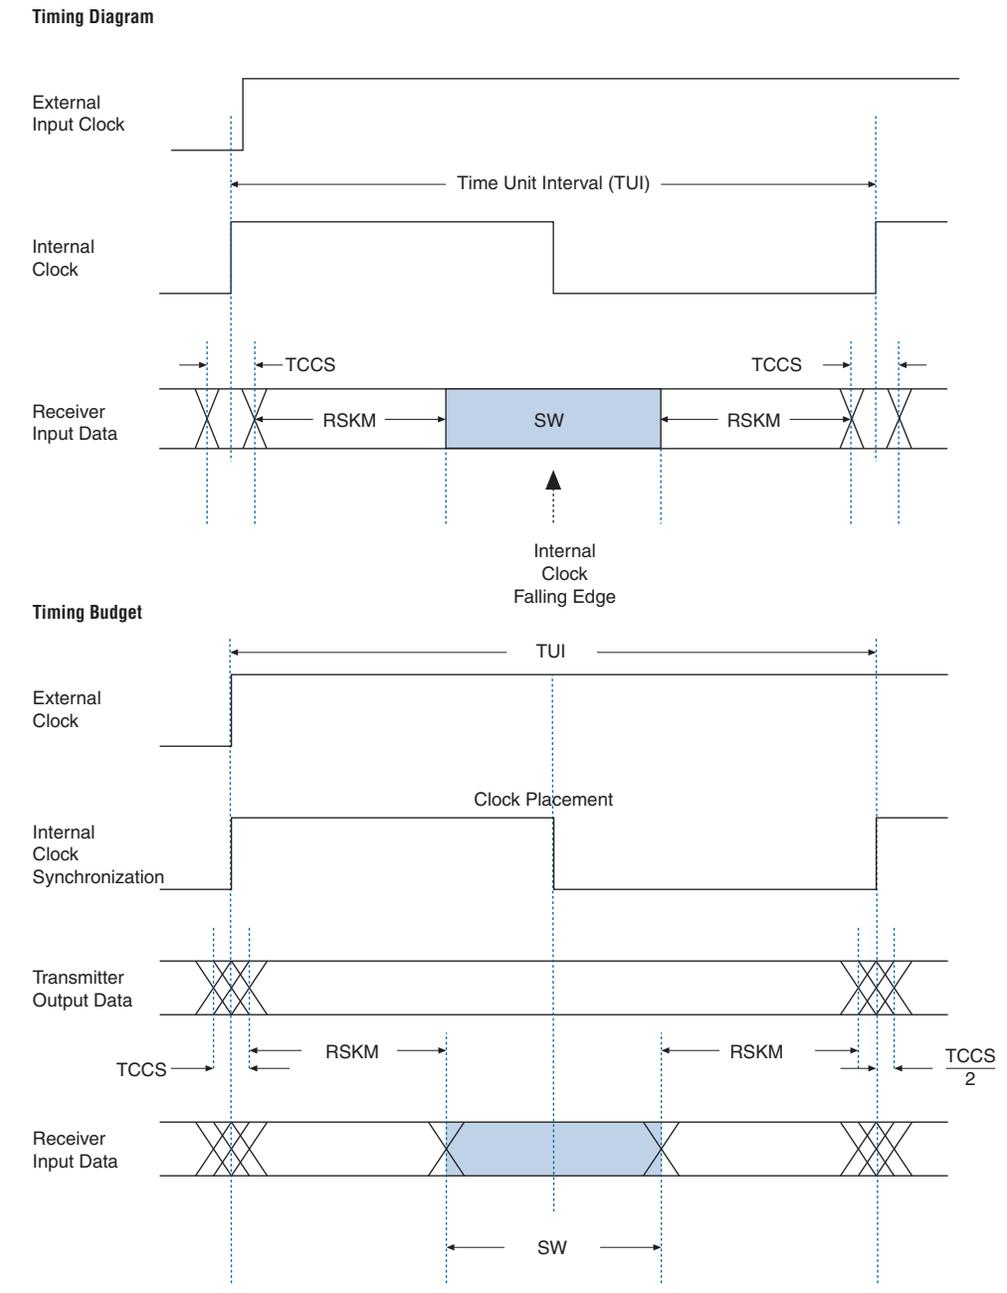 Timing Diagram
External
Input Clock
Time Unit Interval (TUI)
Internal
Clock
TCCS
TCCS
Receiver
Input Data
RSKM
SW
RSKM
Internal
Clock
Falling Edge
Timing Budget
TUI
External
Clock
Clock Placement
Internal
Clock
Synchronization
Transmitter
Output Data
RSKM
RSKM
TCCS
TCCS
2
Receiver
Input Data
SW